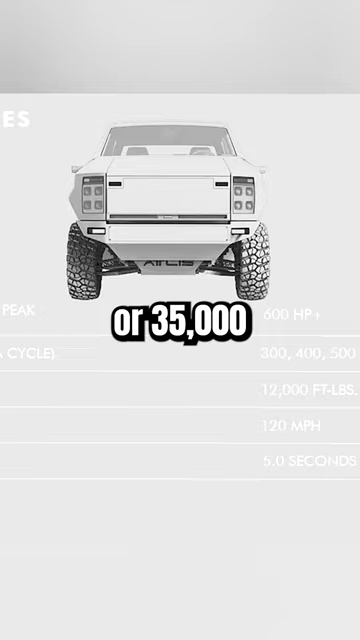 ES
ATLIS
PEAK
or 35,000
600 HP+
A CYCLE)
300, 400, 500
12,000 FT-LBS.
120 MPH
5.0 SECONDS